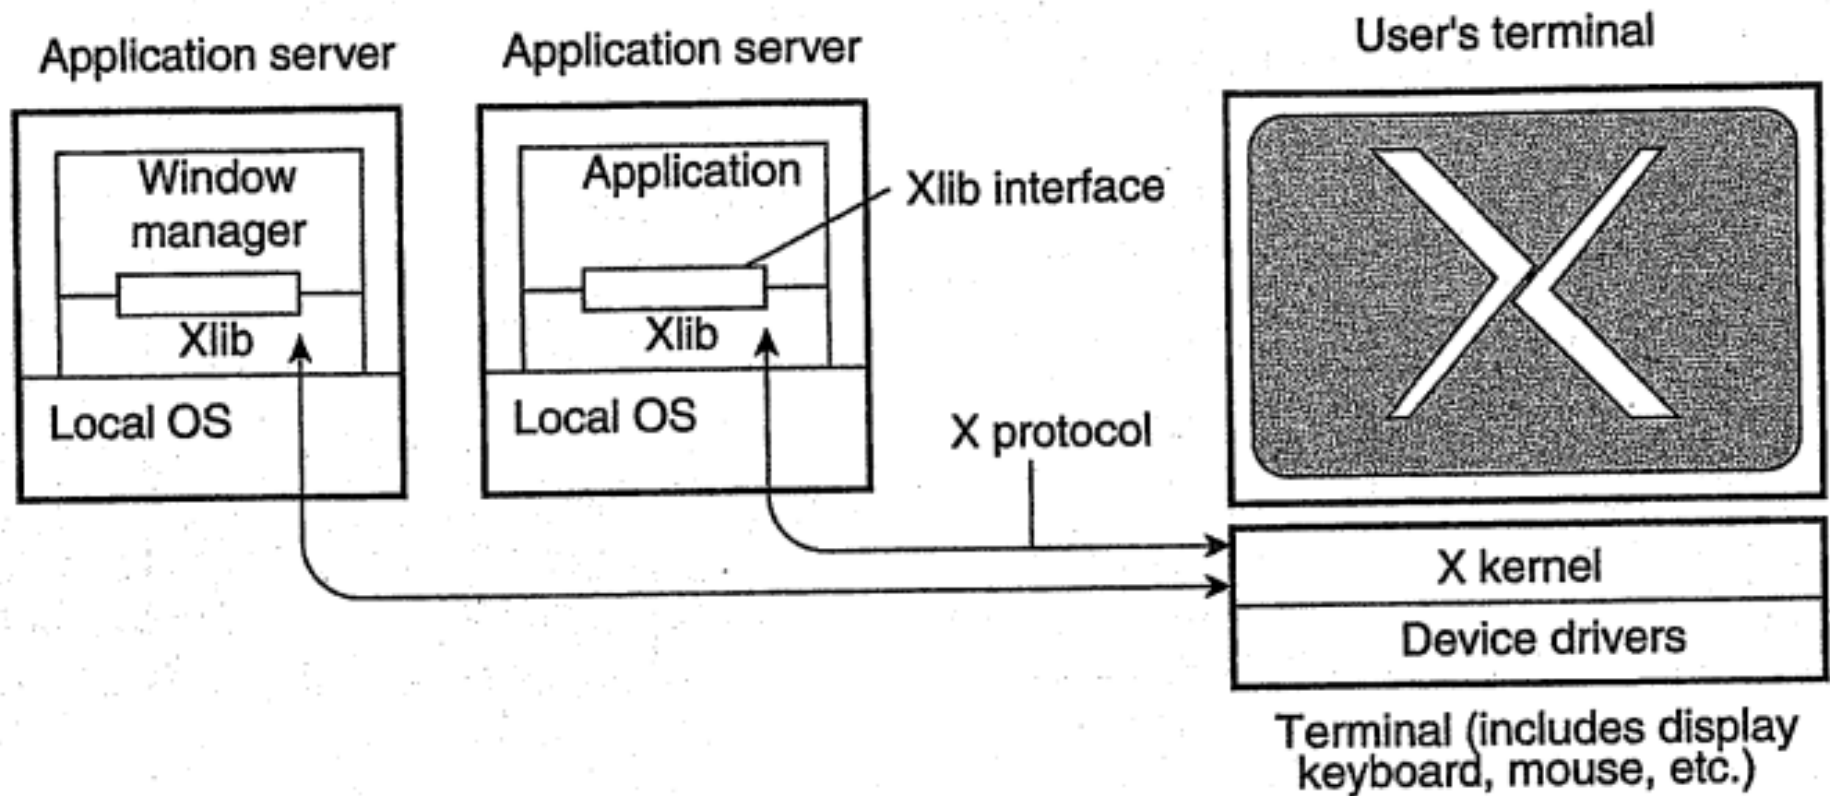 Application server
Application server
User's terminal
Window
manager
Xlib
Local OS
Application
Xlib
Local OS
Xlib interface
X protocol
X kernel
Device drivers
Terminal (includes display
keyboard, mouse, etc.)